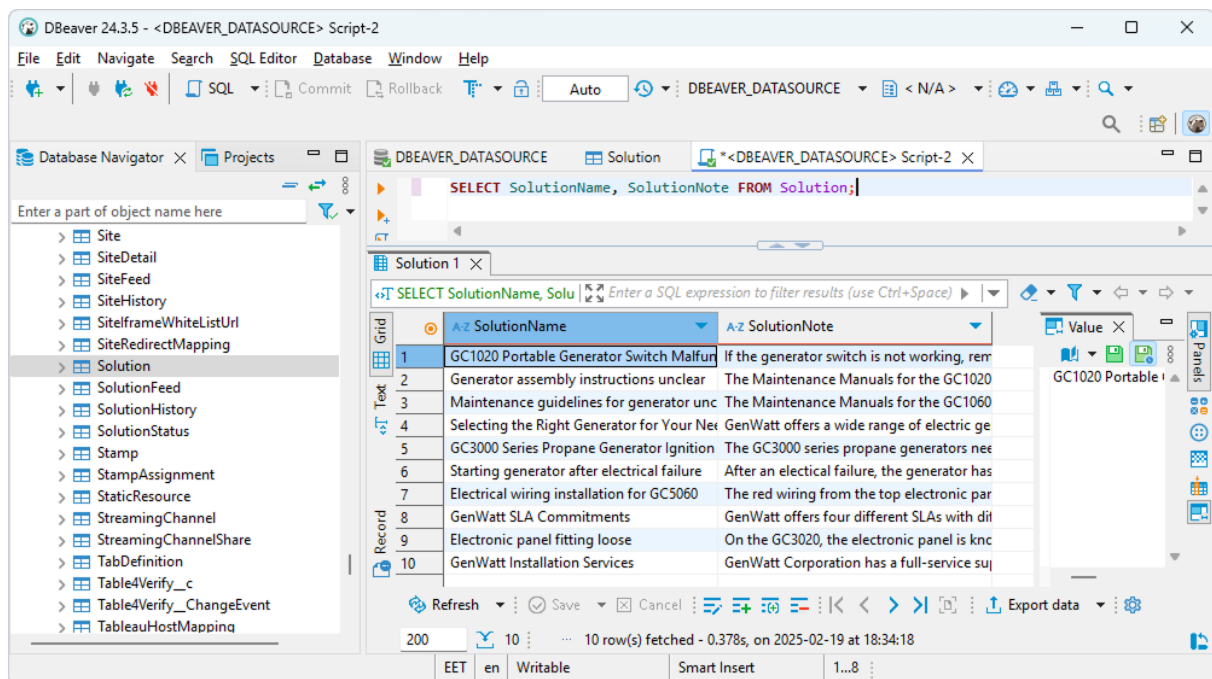 DBeaver 24.3.5 - <DBEAVER_DATASOURCE> Script-2
File Edit Navigate Search SQL Editor Database Window Help
SQL Commit Rollback Auto DBEAVER_DATASOURCE < N/A >
Database Navigator Projects
Enter a part of object name here
Site
SiteDetail
SiteFeed
SiteHistory
SiteIframeWhiteListUrl
SiteRedirectMapping
Solution
SolutionFeed
SolutionHistory
SolutionStatus
Stamp
StampAssignment
StaticResource
StreamingChannel
StreamingChannelShare
TabDefinition
Table4Verify__c
Table4Verify__ChangeEvent
TableauHostMapping
DBEAVER_DATASOURCE Solution *<DBEAVER_DATASOURCE> Script-2
SELECT SolutionName, SolutionNote FROM Solution;
Solution 1
SELECT SolutionName, Solu Enter a SQL expression to filter results (use Ctrl+Space)
Grid
Text
Record
A-Z SolutionName A-Z SolutionNote
1 GC1020 Portable Generator Switch Malfun If the generator switch is not working, rem
2 Generator assembly instructions unclear The Maintenance Manuals for the GC1020
3 Maintenance guidelines for generator unc The Maintenance Manuals for the GC1060
4 Selecting the Right Generator for Your Nee GenWatt offers a wide range of electric ge
5 GC3000 Series Propane Generator Ignition The GC3000 series propane generators nee
6 Starting generator after electrical failure After an electical failure, the generator has
7 Electrical wiring installation for GC5060 The red wiring from the top electronic par
8 GenWatt SLA Commitments GenWatt offers four different SLAs with dif
9 Electronic panel fitting loose On the GC3020, the electronic panel is knc
10 GenWatt Installation Services GenWatt Corporation has a full-service su
Value
GC1020 Portable
Panels
Refresh Save Cancel Export data
200 10 10 row(s) fetched - 0.378s, on 2025-02-19 at 18:34:18
EET en Writable Smart Insert 1...8